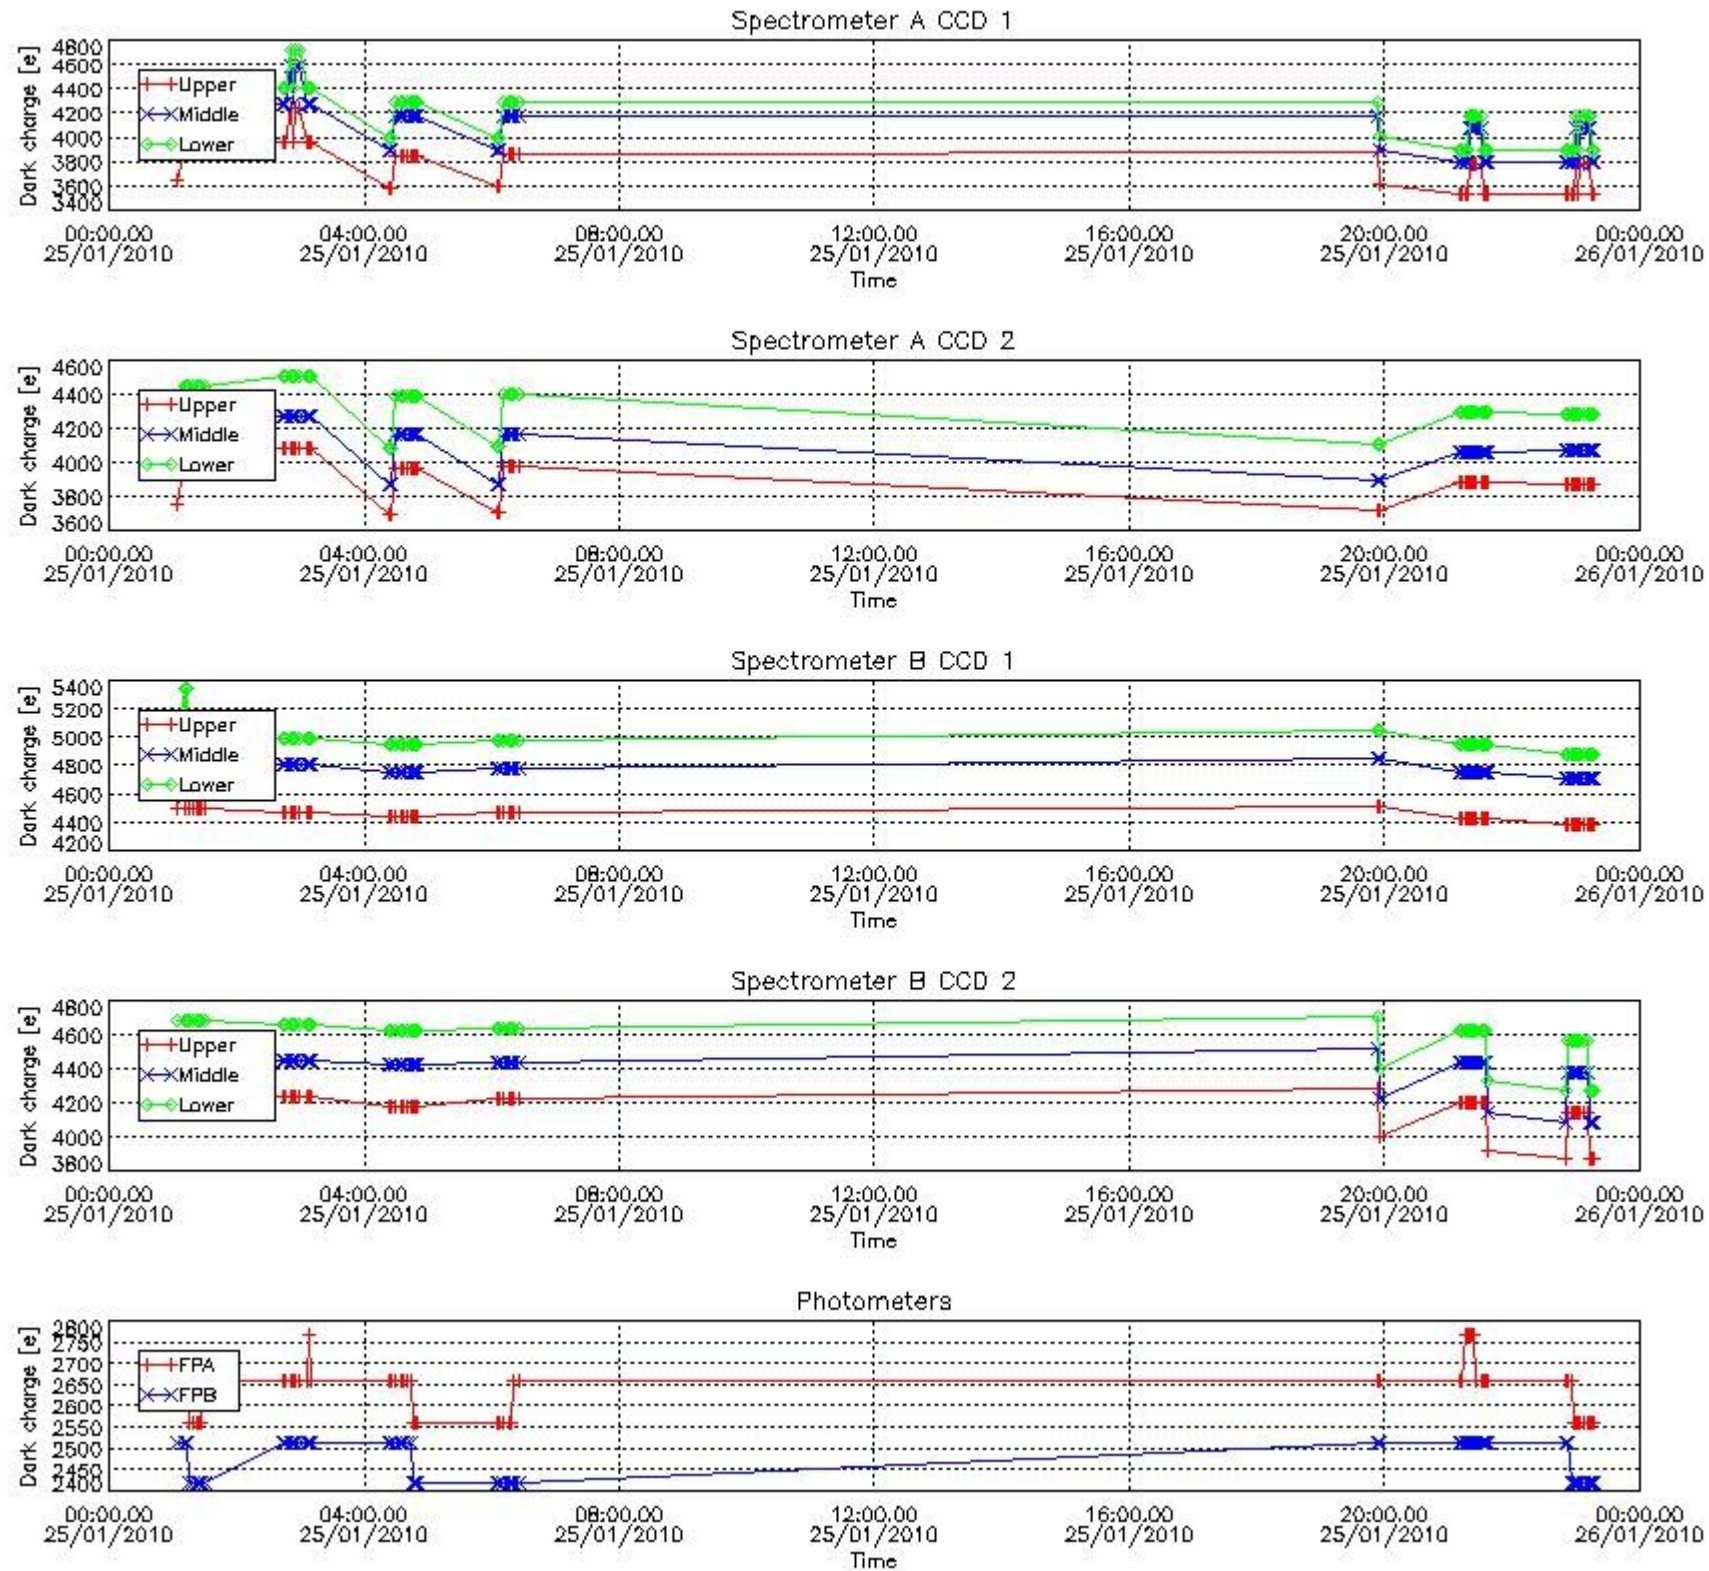 Spectrometer A CCD 1
Dark charge [e]
4800
4600
4400
4200
4000
3800
3600
3400
Upper
Middle
Lower
00:00.00 04:00.00 08:00.00 12:00.00 16:00.00 20:00.00 00:00.00
25/01/2010 25/01/2010 25/01/2010 25/01/2010 25/01/2010 25/01/2010 26/01/2010
Time
Spectrometer A CCD 2
Dark charge [e]
4600
4400
4200
4000
3800
3600
Upper
Middle
Lower
00:00.00 04:00.00 08:00.00 12:00.00 16:00.00 20:00.00 00:00.00
25/01/2010 25/01/2010 25/01/2010 25/01/2010 25/01/2010 25/01/2010 26/01/2010
Time
Spectrometer B CCD 1
Dark charge [e]
5400
5200
5000
4800
4600
4400
4200
Upper
Middle
Lower
00:00.00 04:00.00 08:00.00 12:00.00 16:00.00 20:00.00 00:00.00
25/01/2010 25/01/2010 25/01/2010 25/01/2010 25/01/2010 25/01/2010 26/01/2010
Time
Spectrometer B CCD 2
Dark charge [e]
4800
4600
4400
4200
4000
3800
Upper
Middle
Lower
00:00.00 04:00.00 08:00.00 12:00.00 16:00.00 20:00.00 00:00.00
25/01/2010 25/01/2010 25/01/2010 25/01/2010 25/01/2010 25/01/2010 26/01/2010
Time
Photometers
Dark charge [e]
2800
2750
2700
2650
2600
2550
2500
2450
2400
FPA
FPB
00:00.00 04:00.00 08:00.00 12:00.00 16:00.00 20:00.00 00:00.00
25/01/2010 25/01/2010 25/01/2010 25/01/2010 25/01/2010 25/01/2010 26/01/2010
Time